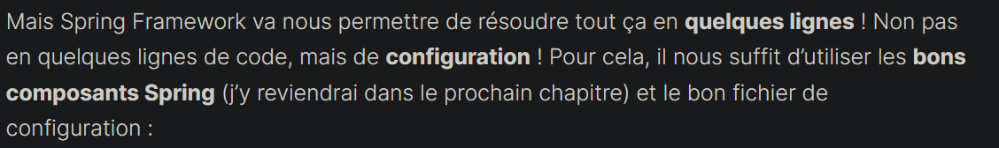 Mais Spring Framework va nous permettre de résoudre tout ça en quelques lignes ! Non pas
en quelques lignes de code, mais de configuration ! Pour cela, il nous suffit d’utiliser les bons
composants Spring (j’y reviendrai dans le prochain chapitre) et le bon fichier de
configuration :